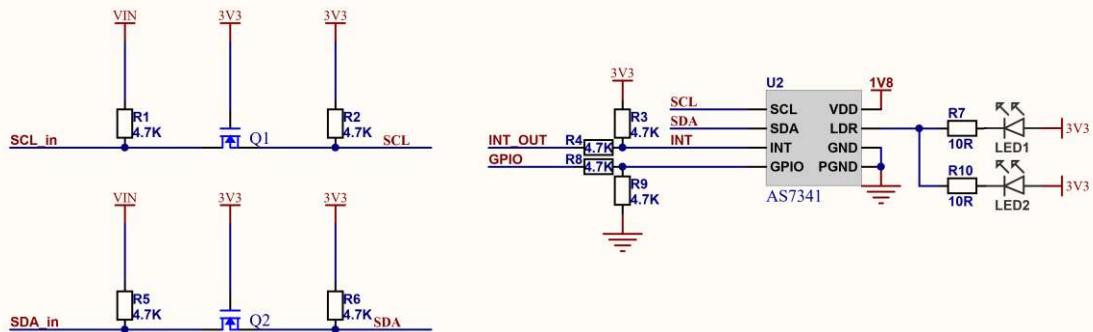 VIN
3V3
3V3
R1
4.7K
R2
4.7K
SCL_in
Q1
SCL
VIN
3V3
3V3
R5
4.7K
R6
4.7K
SDA_in
Q2
SDA
3V3
R3
4.7K
INT_OUT
R4
4.7K
INT
GPIO
R8
4.7K
R9
4.7K
SCL
SDA
U2
SCL
SDA
INT
GPIO
VDD
LDR
GND
PGND
AS7341
1V8
R7
10R
LED1
3V3
R10
10R
LED2
3V3